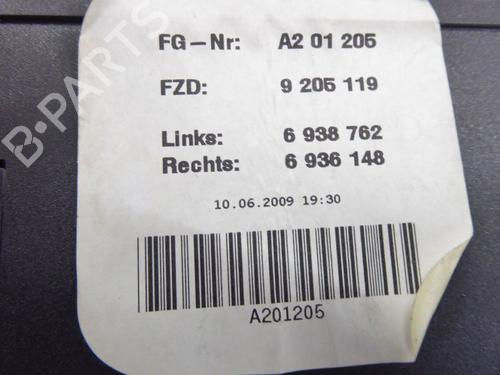 FG-Nr: A2 01 205
FZD: 9 205 119
Links: 6 938 762
Rechts: 6 936 148
10.06.2009 19:30
A201205
B-PARTS